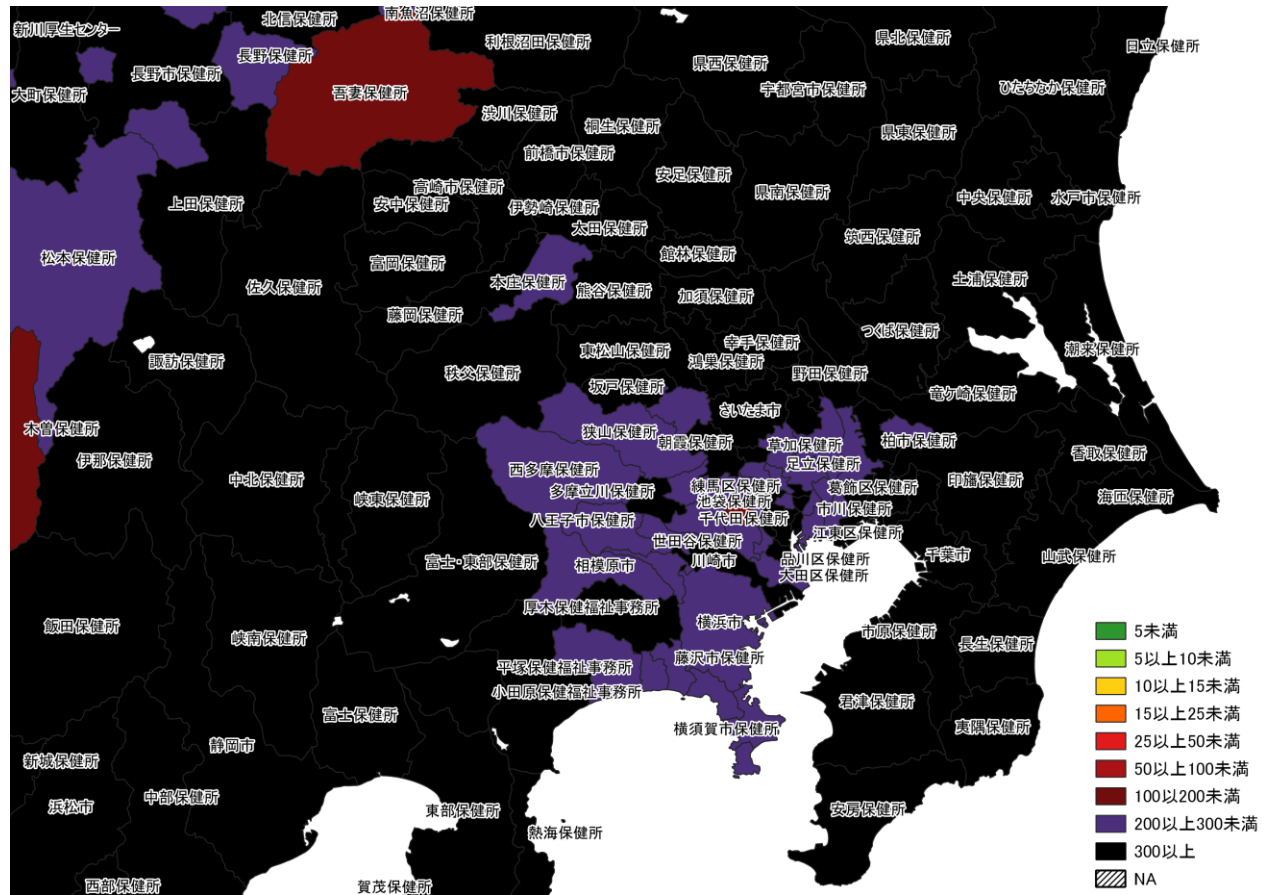 北信保健所
南魚沼保健所
新川厚生センター
利根沼田保健所
県北保健所
日立保健所
長野保健所
県西保健所
長野市保健所
宇都宮市保健所
ひたちなか保健所
大町保健所
吾妻保健所
渋川保健所
桐生保健所
県東保健所
前橋市保健所
安足保健所
高崎市保健所
県南保健所
中央保健所
水戸市保健所
上田保健所
安中保健所
伊勢崎保健所
太田保健所
筑西保健所
松本保健所
富岡保健所
館林保健所
佐久保健所
本庄保健所
熊谷保健所
加須保健所
土浦保健所
藤岡保健所
つくば保健所
幸手保健所
潮来保健所
諏訪保健所
東松山保健所
鴻巣保健所
秩父保健所
坂戸保健所
野田保健所
竜ケ崎保健所
さいたま市
木曽保健所
狭山保健所
朝霞保健所
草加保健所
柏市保健所
伊那保健所
香取保健所
西多摩保健所
足立保健所
中北保健所
練馬区保健所
葛飾区保健所
印旛保健所
峡東保健所
多摩立川保健所
池袋保健所
海匝保健所
八王子市保健所
千代田保健所
市川保健所
世田谷保健所
江東区保健所
富士・東部保健所
相模原市
川崎市
品川区保健所
千葉市
山武保健所
大田区保健所
厚木保健福祉事務所
飯田保健所
峡南保健所
横浜市
市原保健所
長生保健所
平塚保健福祉事務所
藤沢市保健所
小田原保健福祉事務所
君津保健所
富士保健所
横須賀市保健所
夷隅保健所
静岡市
新城保健所
浜松市
中部保健所
東部保健所
安房保健所
熱海保健所
西部保健所
賀茂保健所
5未満
5以上10未満
10以上15未満
15以上25未満
25以上50未満
50以上100未満
100以200未満
200以上300未満
300以上
NA